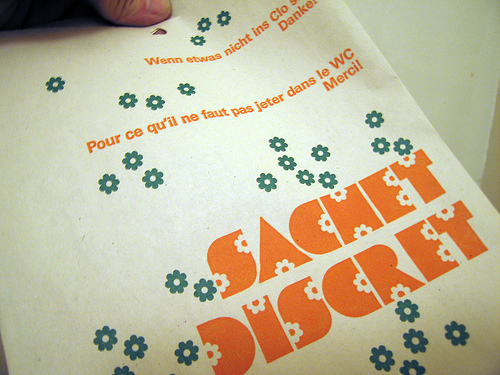 Wenn etwas nicht ins Clo
Danke!
Pour ce qu'il ne faut pas jeter dans le WC
Merci!
SACHET
DISCRET